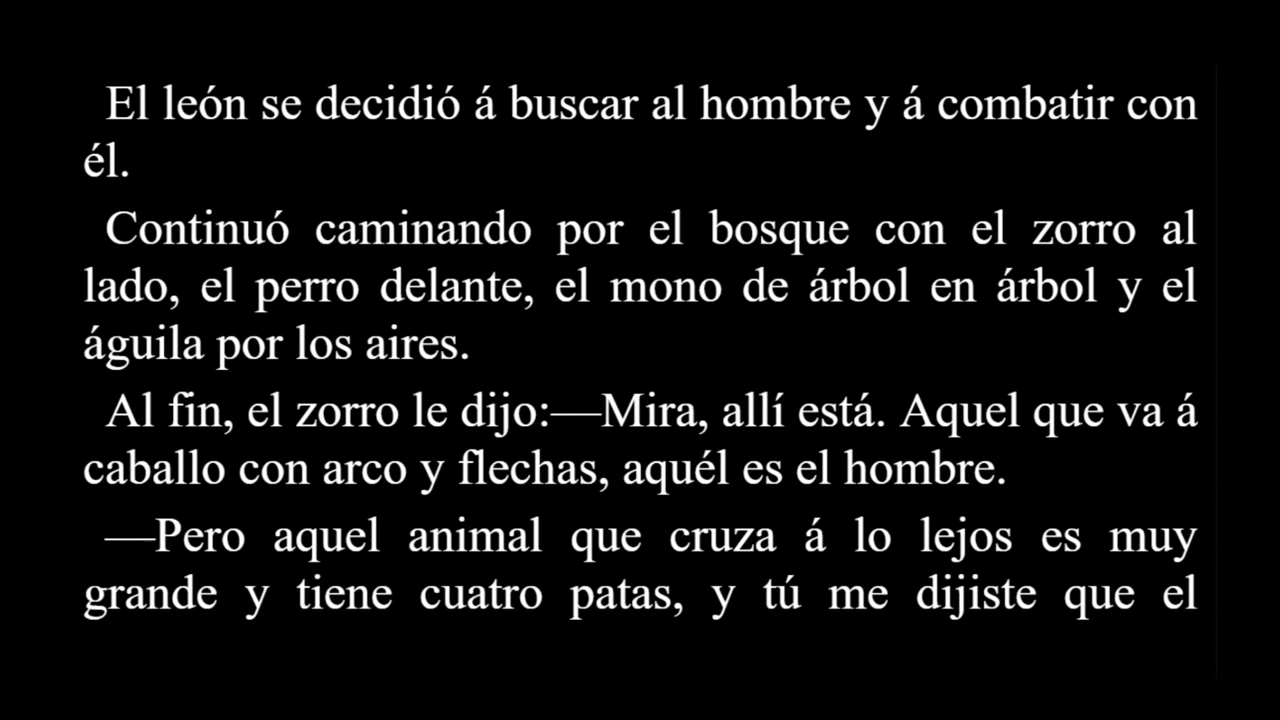 El león se decidió á buscar al hombre y á combatir con
él.
Continuó caminando por el bosque con el zorro al
lado, el perro delante, el mono de árbol en árbol y el
águila por los aires.
Al fin, el zorro le dijo:—Mira, allí está. Aquel que va á
caballo con arco y flechas, aquél es el hombre.
—Pero aquel animal que cruza á lo lejos es muy
grande y tiene cuatro patas, y tú me dijiste que el